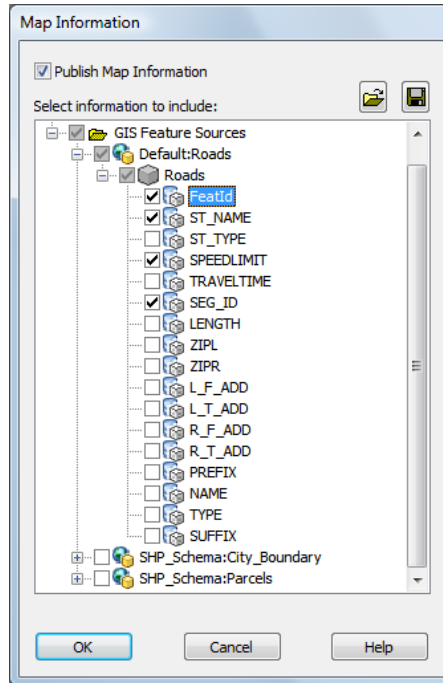 Map Information
Publish Map Information
Select information to include:
GIS Feature Sources
Default:Roads
Roads
FeatId
ST_NAME
ST_TYPE
SPEEDLIMIT
TRAVELTIME
SEG_ID
LENGTH
ZIPL
ZIPR
L_F_ADD
L_T_ADD
R_F_ADD
R_T_ADD
PREFIX
NAME
TYPE
SUFFIX
SHP_Schema:City_Boundary
SHP_Schema:Parcels
OK Cancel Help